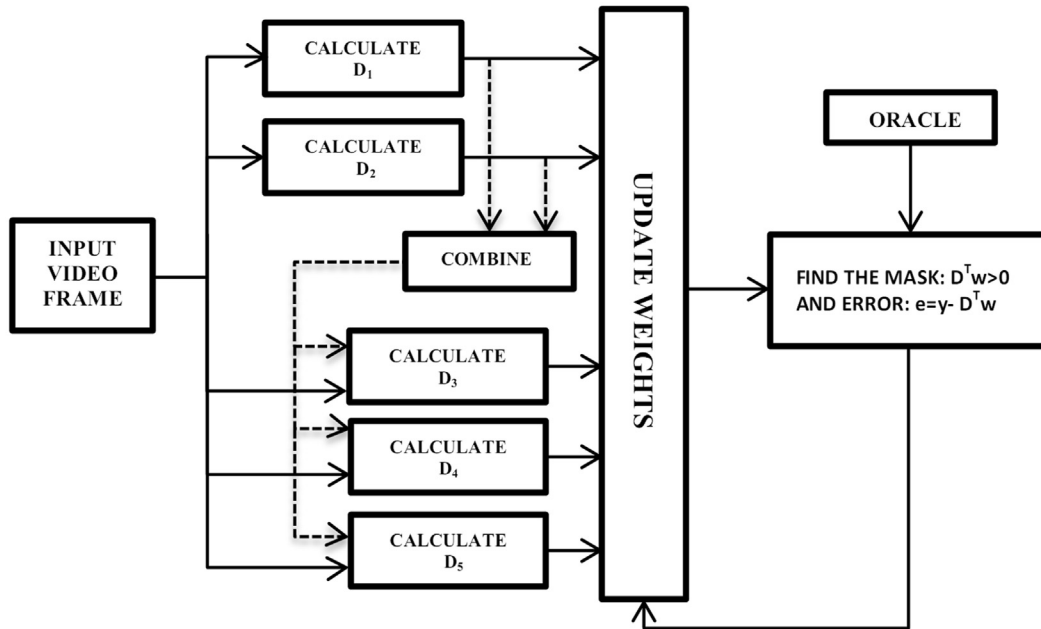 CALCULATE
D₁
CALCULATE
D₂
INPUT
VIDEO
FRAME
COMBINE
CALCULATE
D₃
CALCULATE
D₄
CALCULATE
D₅
UPDATE WEIGHTS
ORACLE
FIND THE MASK: Dᵀw>0
AND ERROR: e=y- Dᵀw